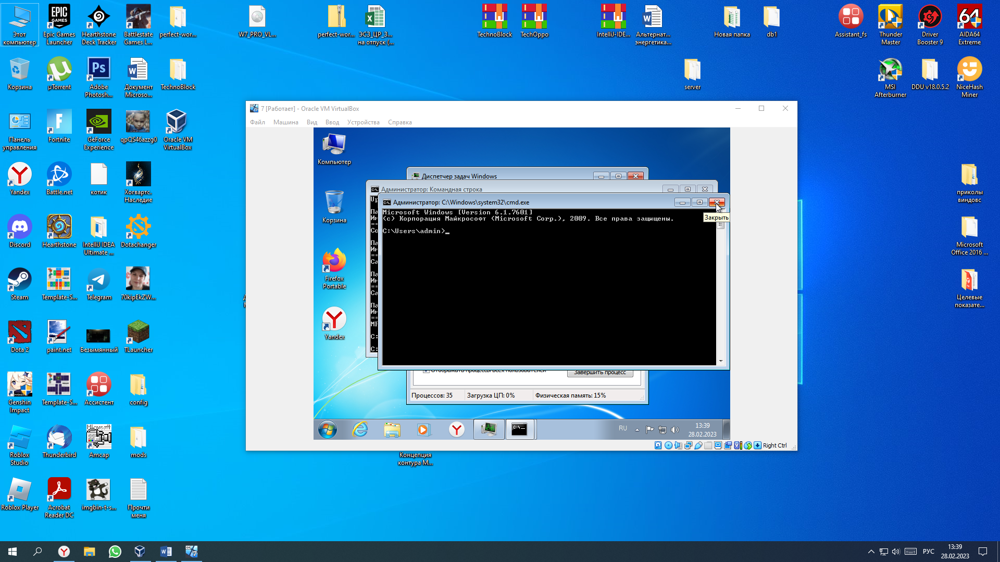 Этот компьютер
Epic Games Launcher
Hearthstone Deck Tracker
Battlestate Games L...
perfect-wor...
W7_PRO_VL...
perfect-wor...
ЭСЗ_ЦР_З... на отпуск (...
TechnoBlock
TechOppo
IntelliJ-IDE...
Альтернат... энергетика...
Новая папка
db1
Assistant_fs
Thunder Master
Driver Booster 9
AIDA64 Extreme
Корзина
µTorrent
Adobe Photosh...
Документ Microso...
TechnoBlock
server
MSI Afterburner
DDU v18.0.5.2
NiceHash Miner
Панель управления
Fortnite
GeForce Experience
qpQS46azzg0
Oracle VM VirtualBox
Yandex
Battle.net
котик
Хогвартс. Наследие
приколы виндовс
Discord
Hearthstone
IntelliJ IDEA Ultimate ...
Dotachanger
Microsoft Office 2016 ...
Steam
Template-S...
Telegram
70kipEkZW...
Целевые показате...
Dota 2
paint.net
Безымянный
TLauncher
Genshin Impact
Template-S...
Ассистент
config
Roblox Studio
Thunderbird
Amcap
mods
Концепция контура М...
Roblox Player
Acrobat Reader DC
imgbin-t-s...
Прочти меня
7 [Работает] - Oracle VM VirtualBox
Файл Машина Вид Ввод Устройства Справка
Компьютер
Корзина
Firefox Portable
Yandex
Диспетчер задач Windows
Администратор: Командная строка
Администратор: C:\Windows\system32\cmd.exe
Закрыть
Microsoft Windows [Version 6.1.7601]
(c) Корпорация Майкрософт (Microsoft Corp.), 2009. Все права защищены.
C:\Users\admin>_
Отображать процессы всех пользователей
Завершить процесс
Процессов: 35 Загрузка ЦП: 0% Физическая память: 15%
RU
13:39
28.02.2023
Right Ctrl
РУС
13:39
28.02.2023